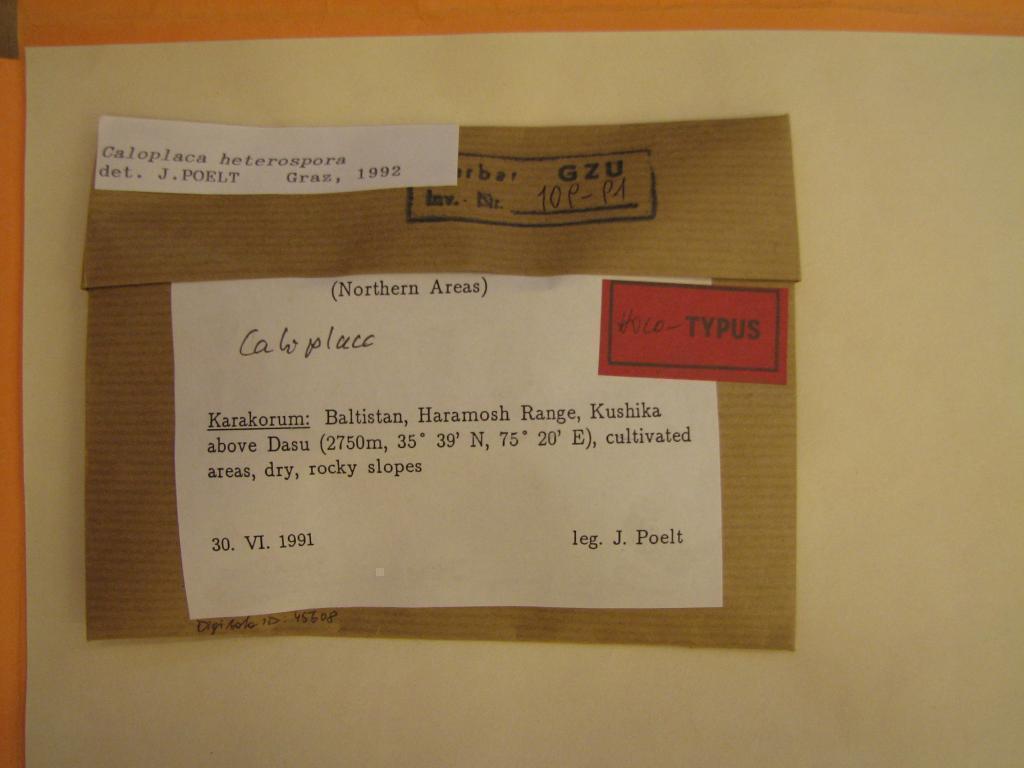 Caloplaca heterospora
det. J.POELT Graz, 1992
rbar GZU
Inv. Nr. 10P-P1
(Northern Areas)
Caloplaca
HOLO-TYPUS
Karakorum: Baltistan, Haramosh Range, Kushika
above Dasu (2750m, 35° 39' N, 75° 20' E), cultivated
areas, dry, rocky slopes
30. VI. 1991 leg. J. Poelt
ID: 45608